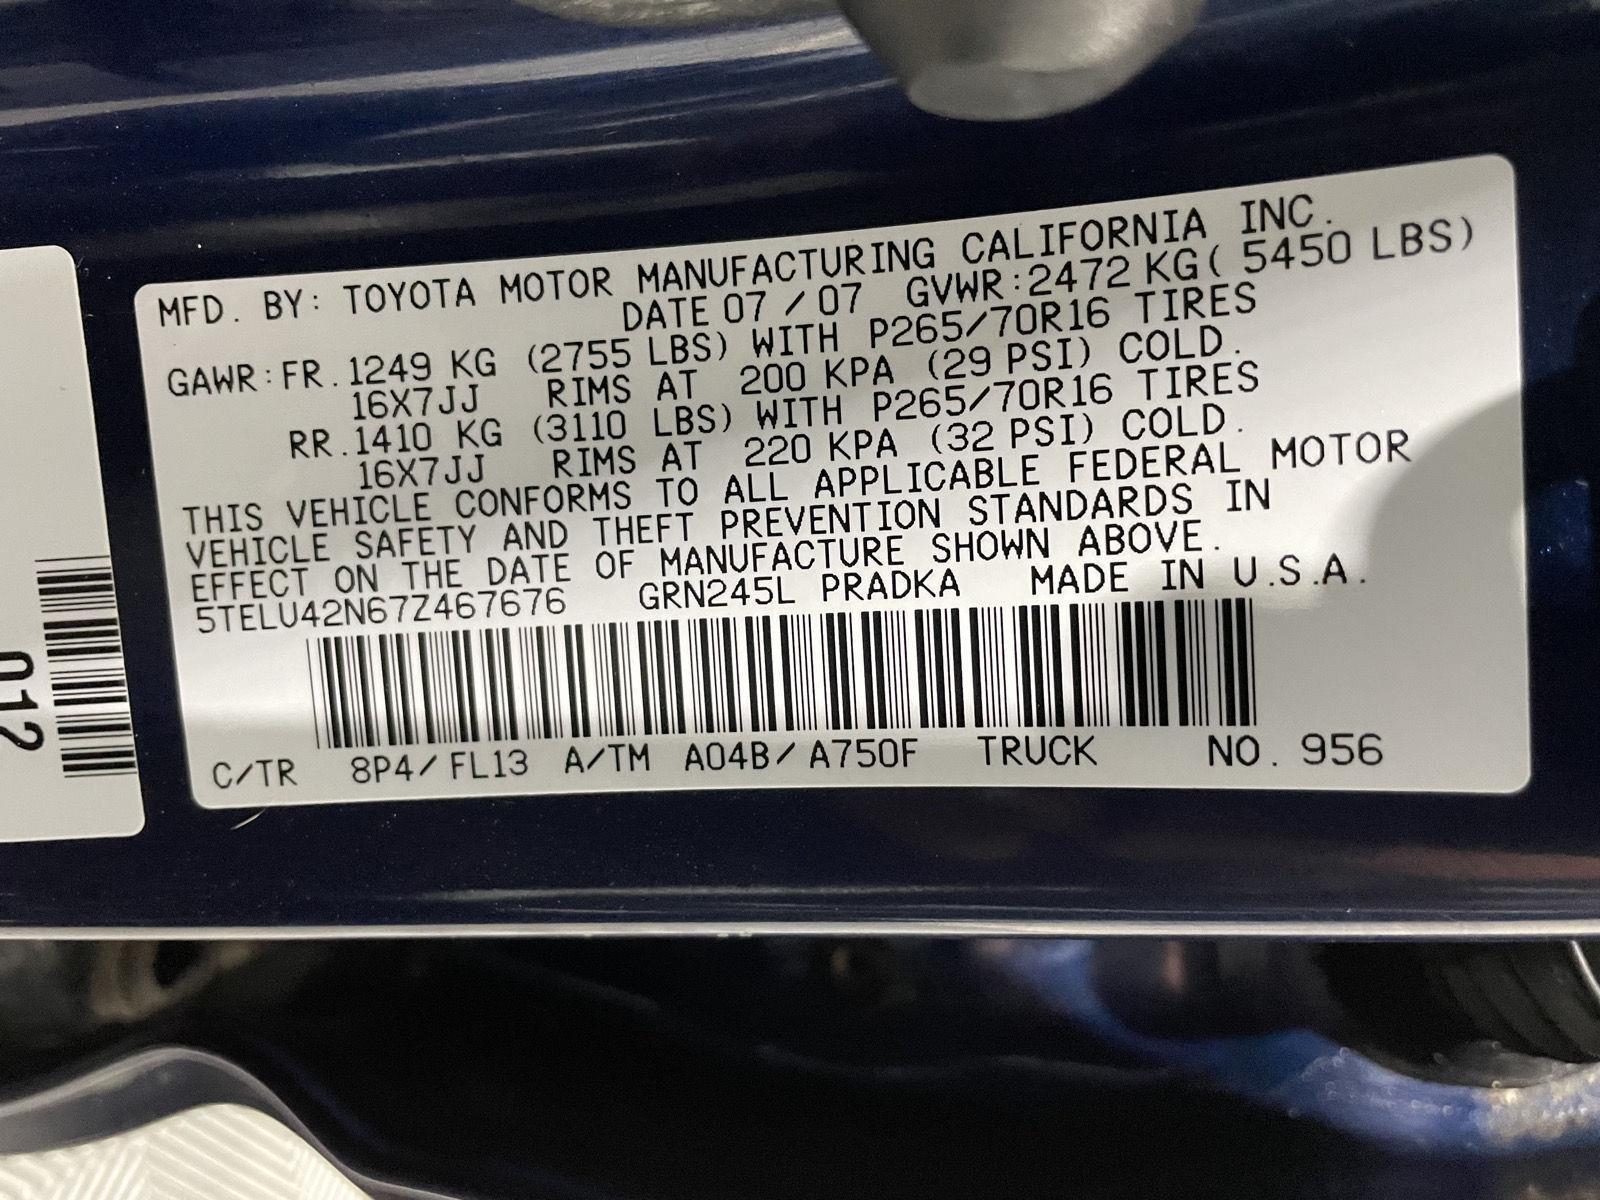 MFD. BY: TOYOTA MOTOR MANUFACTURING CALIFORNIA INC.
DATE 07/07 GVWR:2472 KG( 5450 LBS)
GAWR:FR.1249 KG (2755 LBS) WITH P265/70R16 TIRES
16X7JJ RIMS AT 200 KPA (29 PSI) COLD.
RR.1410 KG (3110 LBS) WITH P265/70R16 TIRES
16X7JJ RIMS AT 220 KPA (32 PSI) COLD.
THIS VEHICLE CONFORMS TO ALL APPLICABLE FEDERAL MOTOR
VEHICLE SAFETY AND THEFT PREVENTION STANDARDS IN
EFFECT ON THE DATE OF MANUFACTURE SHOWN ABOVE.
5TELU42N67Z467676 GRN245L PRADKA MADE IN U.S.A.
C/TR 8P4/FL13 A/TM A04B/A750F TRUCK NO. 956
012